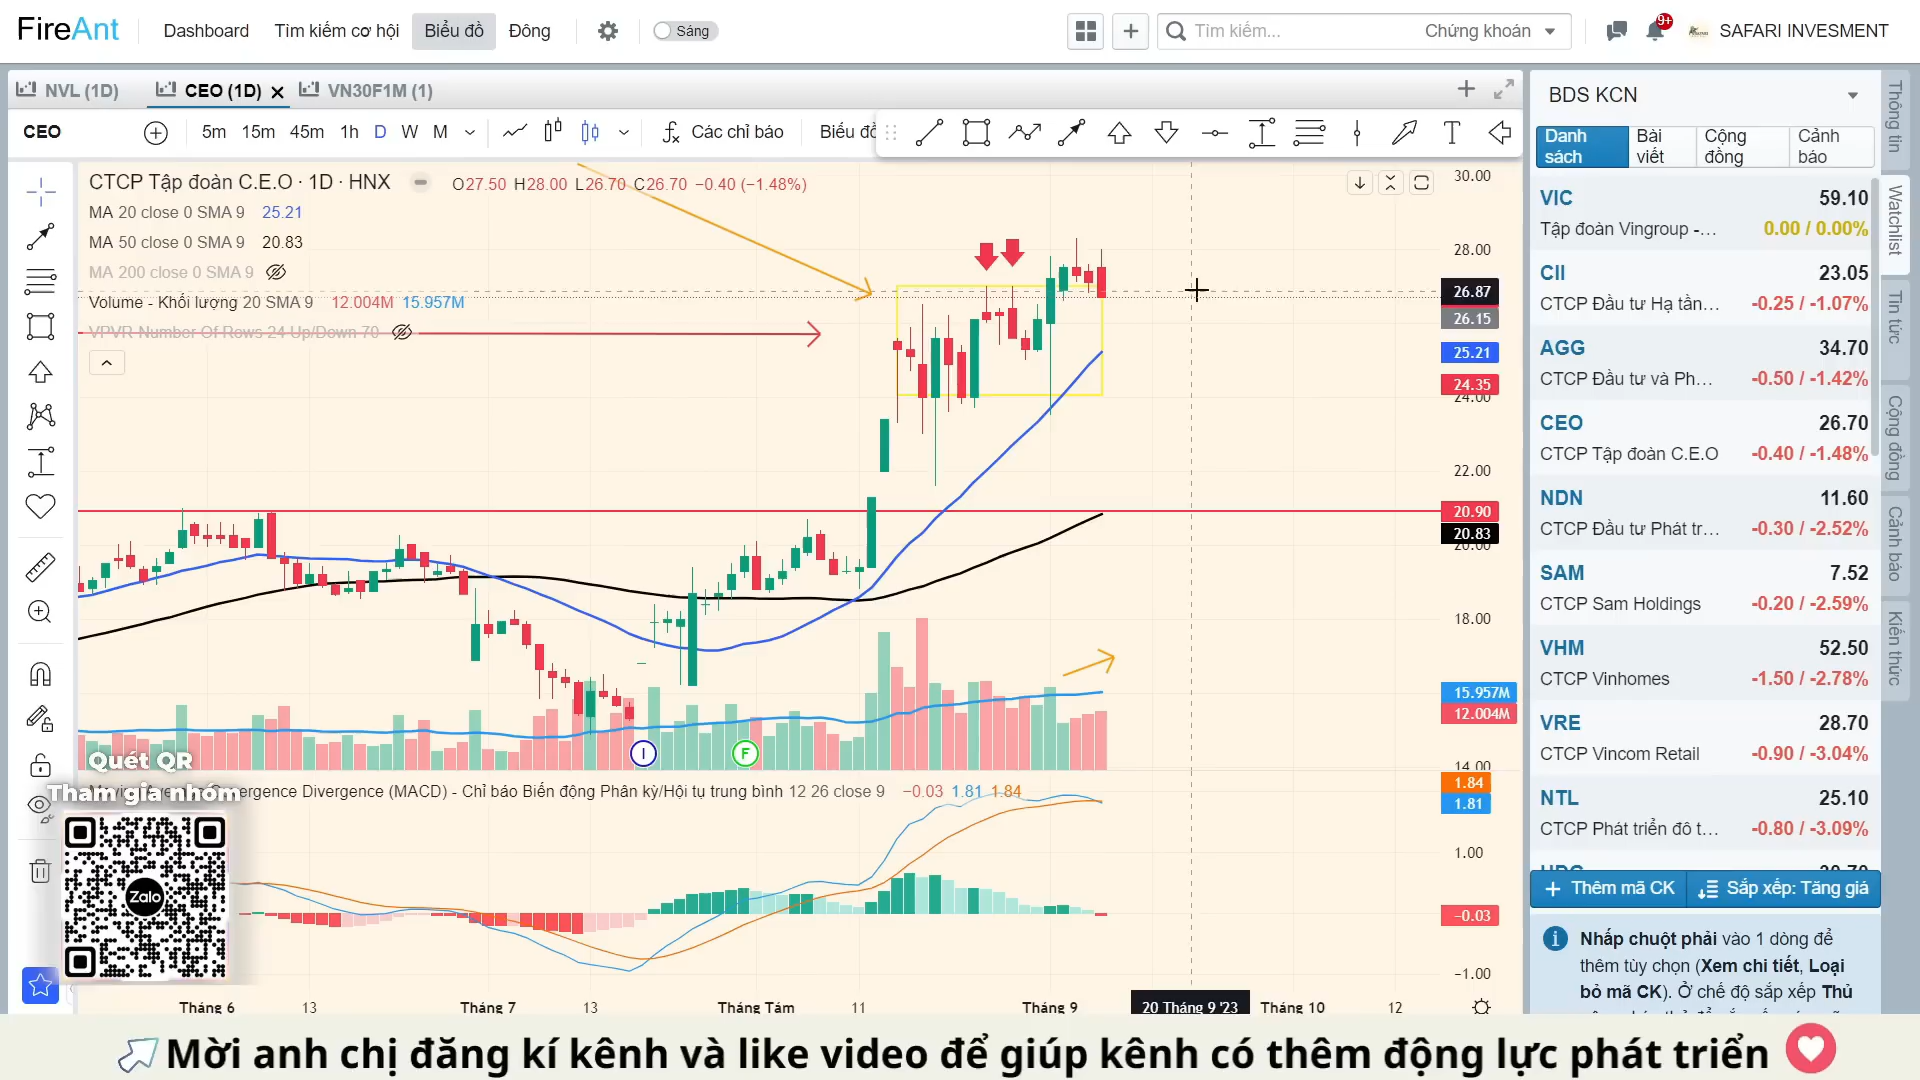 FireAnt
Dashboard
Tìm kiếm cơ hội
Biểu đồ
Đông
Sáng
Tìm kiếm...
Chứng khoán
9+
SAFARI INVESMENT
NVL (1D)
CEO (1D)
VN30F1M (1)
CEO
5m 15m 45m 1h D W M
Các chỉ báo
Biểu đồ
T
CTCP Tập đoàn C.E.O · 1D · HNX
O27.50 H28.00 L26.70 C26.70 −0.40 (−1.48%)
MA 20 close 0 SMA 9 25.21
MA 50 close 0 SMA 9 20.83
MA 200 close 0 SMA 9
Volume - Khối lượng 20 SMA 9 12.004M 15.957M
VPVR Number Of Rows 24 Up/Down 70
30.00
28.00
26.87
26.15
25.21
24.35
24.00
22.00
20.90
20.83
20.00
18.00
15.957M
12.004M
14.00
I
F
Quét QR
Tham gia nhóm
Zalo
ergence Divergence (MACD) - Chỉ báo Biến động Phân kỳ/Hội tụ trung bình 12 26 close 9 −0.03 1.81 1.84
1.84
1.81
1.00
−0.03
−1.00
Tháng 6 13 Tháng 7 13 Tháng Tám 11 Tháng 9 20 Tháng 9 '23 Tháng 10 12
BDS KCN
Danh sách
Bài viết
Cộng đồng
Cảnh báo
VIC 59.10
Tập đoàn Vingroup -... 0.00 / 0.00%
CII 23.05
CTCP Đầu tư Hạ tần... -0.25 / -1.07%
AGG 34.70
CTCP Đầu tư và Ph... -0.50 / -1.42%
CEO 26.70
CTCP Tập đoàn C.E.O -0.40 / -1.48%
NDN 11.60
CTCP Đầu tư Phát tr... -0.30 / -2.52%
SAM 7.52
CTCP Sam Holdings -0.20 / -2.59%
VHM 52.50
CTCP Vinhomes -1.50 / -2.78%
VRE 28.70
CTCP Vincom Retail -0.90 / -3.04%
NTL 25.10
CTCP Phát triển đô t... -0.80 / -3.09%
Thêm mã CK
Sắp xếp: Tăng giá
Nhấp chuột phải vào 1 dòng để
thêm tùy chọn (Xem chi tiết, Loại
bỏ mã CK). Ở chế độ sắp xếp Thủ
Thông tin
Watchlist
Tin tức
Cộng đồng
Cảnh báo
Kiến thức
Mời anh chị đăng kí kênh và like video để giúp kênh có thêm động lực phát triển